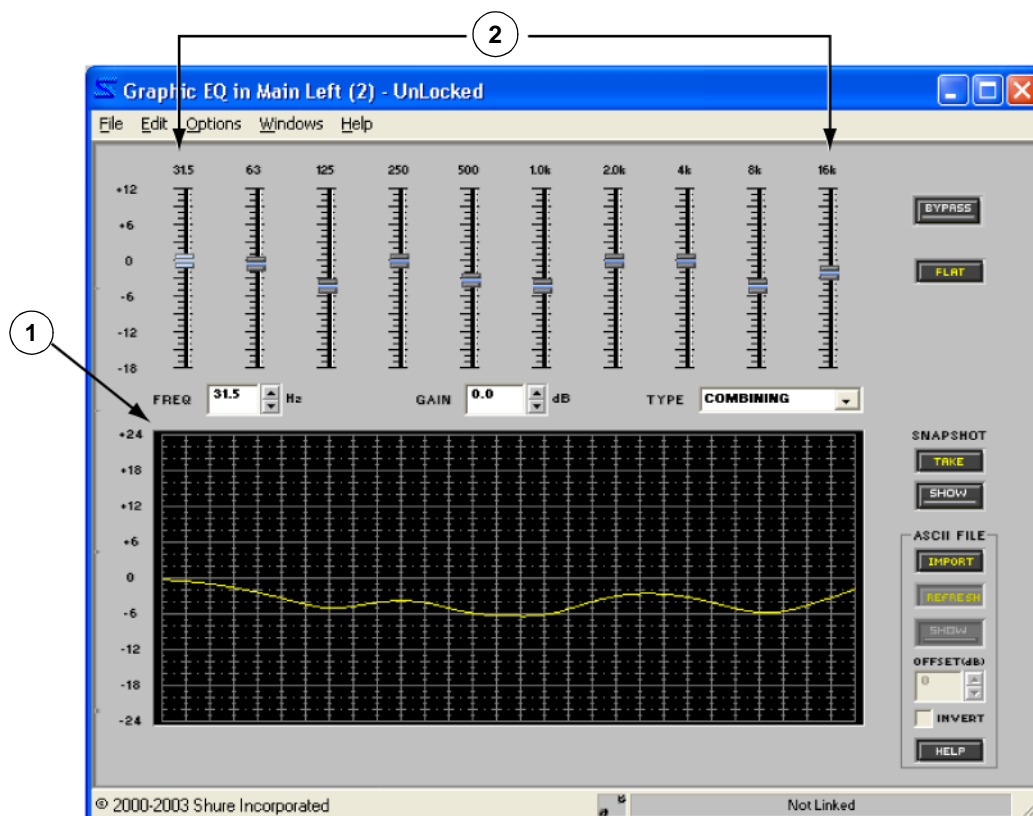 2
Graphic EQ in Main Left (2) - UnLocked
File Edit Options Windows Help
31.5 63 125 250 500 1.0k 2.0k 4k 8k 16k
+12
+6
0
-6
-12
-18
BYPASS
FLAT
1
FREQ 31.5 Hz GAIN 0.0 dB TYPE COMBINING
+24
+18
+12
+6
0
-6
-12
-18
-24
SNAPSHOT
TAKE
SHOW
ASCII FILE
IMPORT
REFRESH
SHOW
OFFSET(dB)
0
INVERT
HELP
© 2000-2003 Shure Incorporated
Not Linked